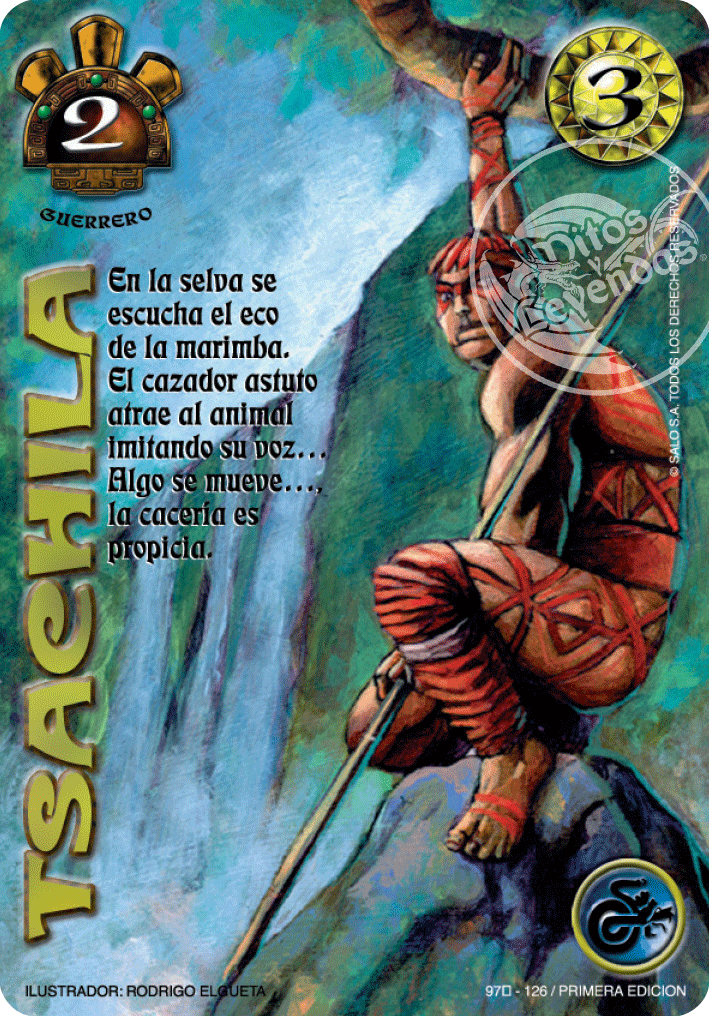 2
3
GUERRERO
Mitos
y
Leyendas
®
TSACHILA
En la selva se
escucha el eco
de la marimba.
El cazador astuto
atrae al animal
imitando su voz...
Algo se mueve...,
la cacería es
propicia.
© SALO S.A. TODOS LOS DERECHOS RESERVADOS
ILUSTRADOR: RODRIGO ELGUETA
97□ - 126 / PRIMERA EDICION